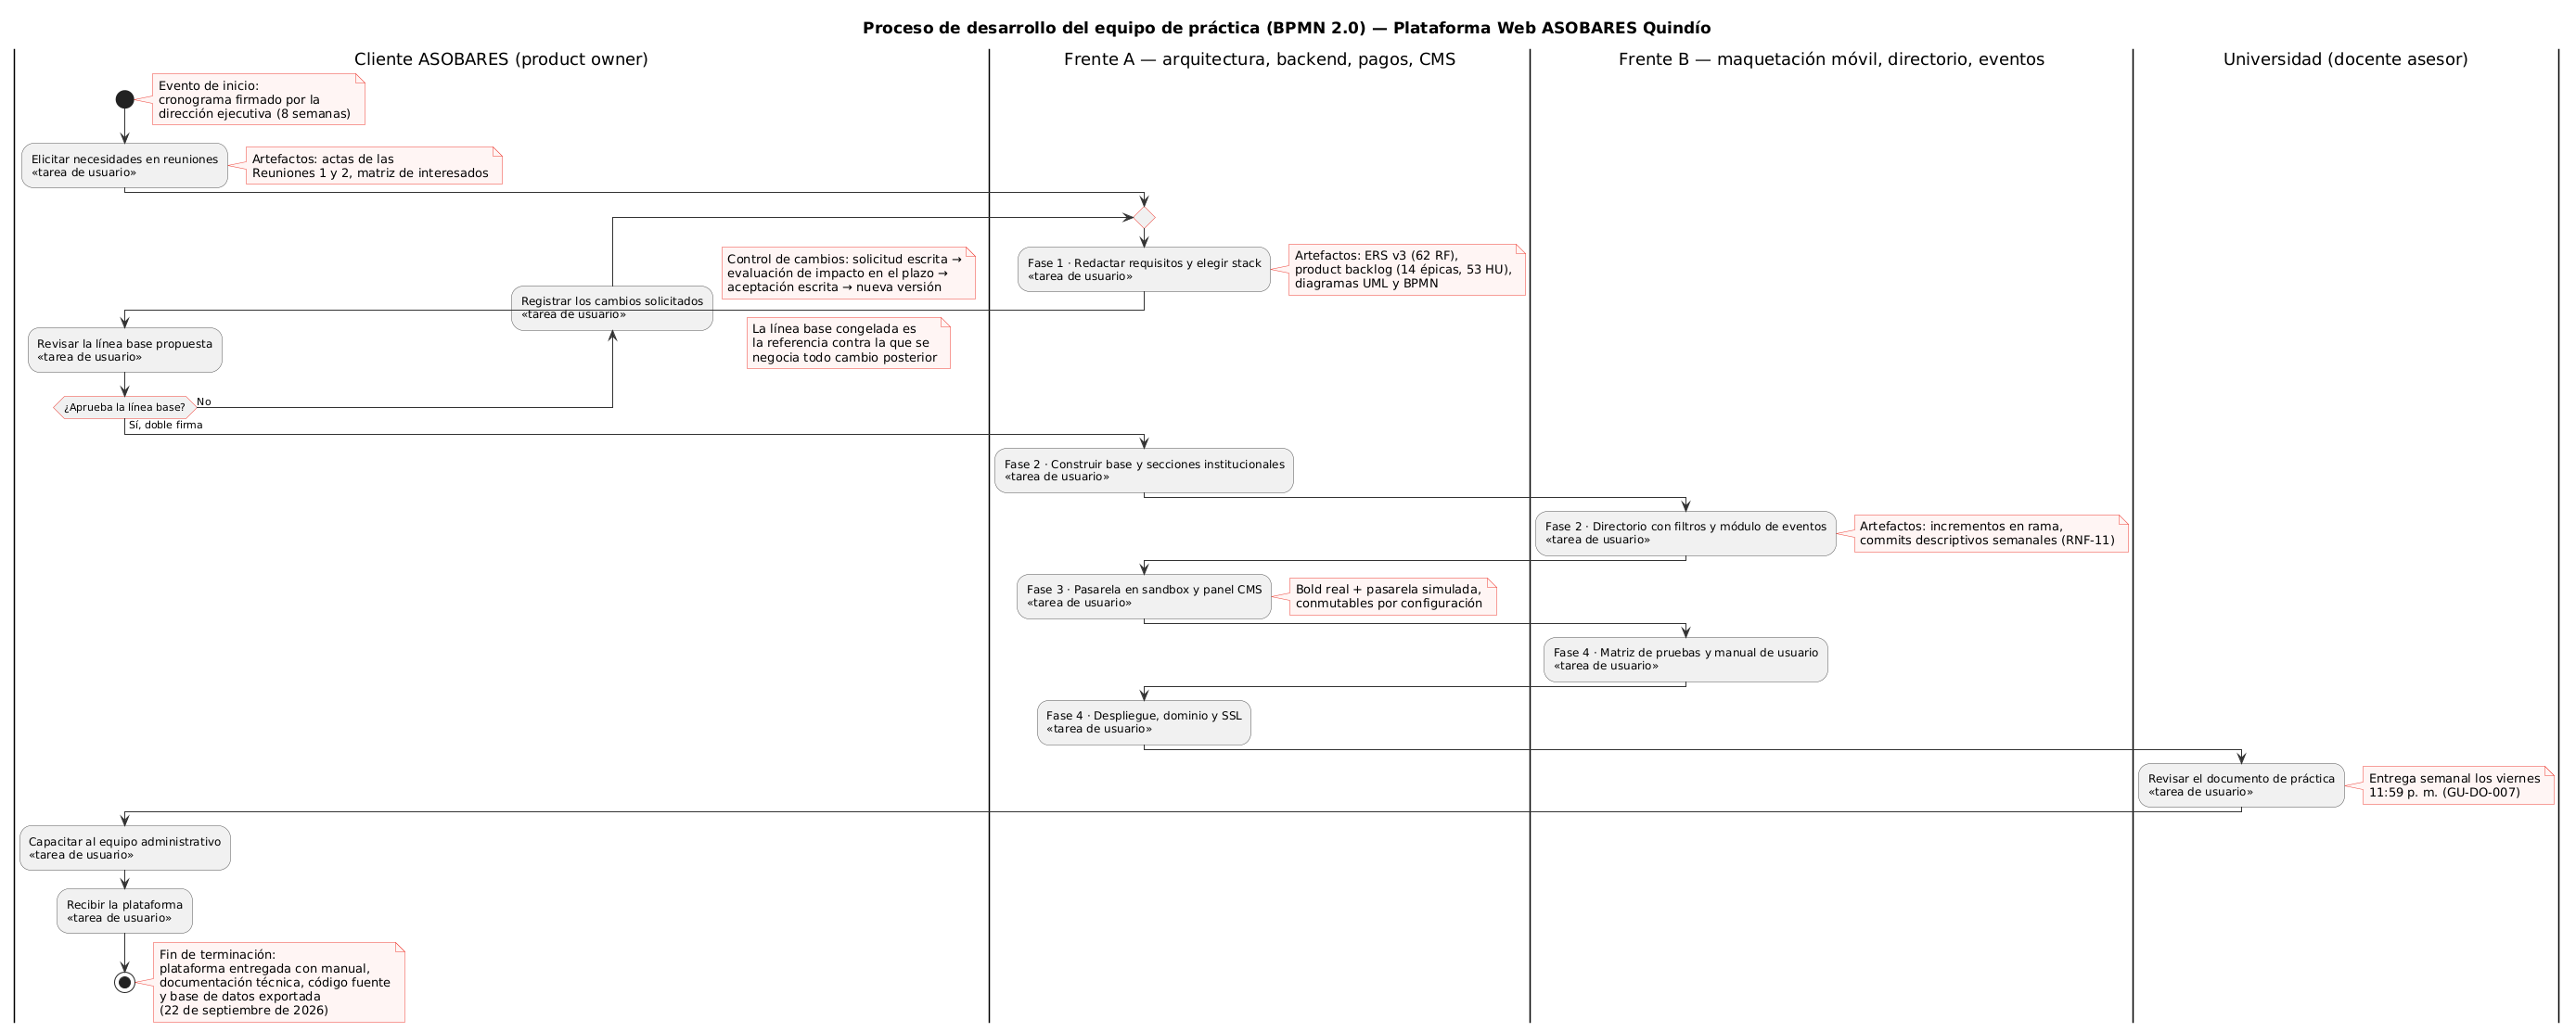 Proceso de desarrollo del equipo de práctica (BPMN 2.0) — Plataforma Web ASOBARES Quindío
Cliente ASOBARES (product owner)
Frente A — arquitectura, backend, pagos, CMS
Frente B — maquetación móvil, directorio, eventos
Universidad (docente asesor)
Evento de inicio:
cronograma firmado por la
dirección ejecutiva (8 semanas)
Elicitar necesidades en reuniones
«tarea de usuario»
Artefactos: actas de las
Reuniones 1 y 2, matriz de interesados
Fase 1 · Redactar requisitos y elegir stack
«tarea de usuario»
Artefactos: ERS v3 (62 RF),
product backlog (14 épicas, 53 HU),
diagramas UML y BPMN
Control de cambios: solicitud escrita →
evaluación de impacto en el plazo →
aceptación escrita → nueva versión
Registrar los cambios solicitados
«tarea de usuario»
La línea base congelada es
la referencia contra la que se
negocia todo cambio posterior
Revisar la línea base propuesta
«tarea de usuario»
¿Aprueba la línea base?
No
Sí, doble firma
Fase 2 · Construir base y secciones institucionales
«tarea de usuario»
Fase 2 · Directorio con filtros y módulo de eventos
«tarea de usuario»
Artefactos: incrementos en rama,
commits descriptivos semanales (RNF-11)
Fase 3 · Pasarela en sandbox y panel CMS
«tarea de usuario»
Bold real + pasarela simulada,
conmutables por configuración
Fase 4 · Matriz de pruebas y manual de usuario
«tarea de usuario»
Fase 4 · Despliegue, dominio y SSL
«tarea de usuario»
Revisar el documento de práctica
«tarea de usuario»
Entrega semanal los viernes
11:59 p. m. (GU-DO-007)
Capacitar al equipo administrativo
«tarea de usuario»
Recibir la plataforma
«tarea de usuario»
Fin de terminación:
plataforma entregada con manual,
documentación técnica, código fuente
y base de datos exportada
(22 de septiembre de 2026)